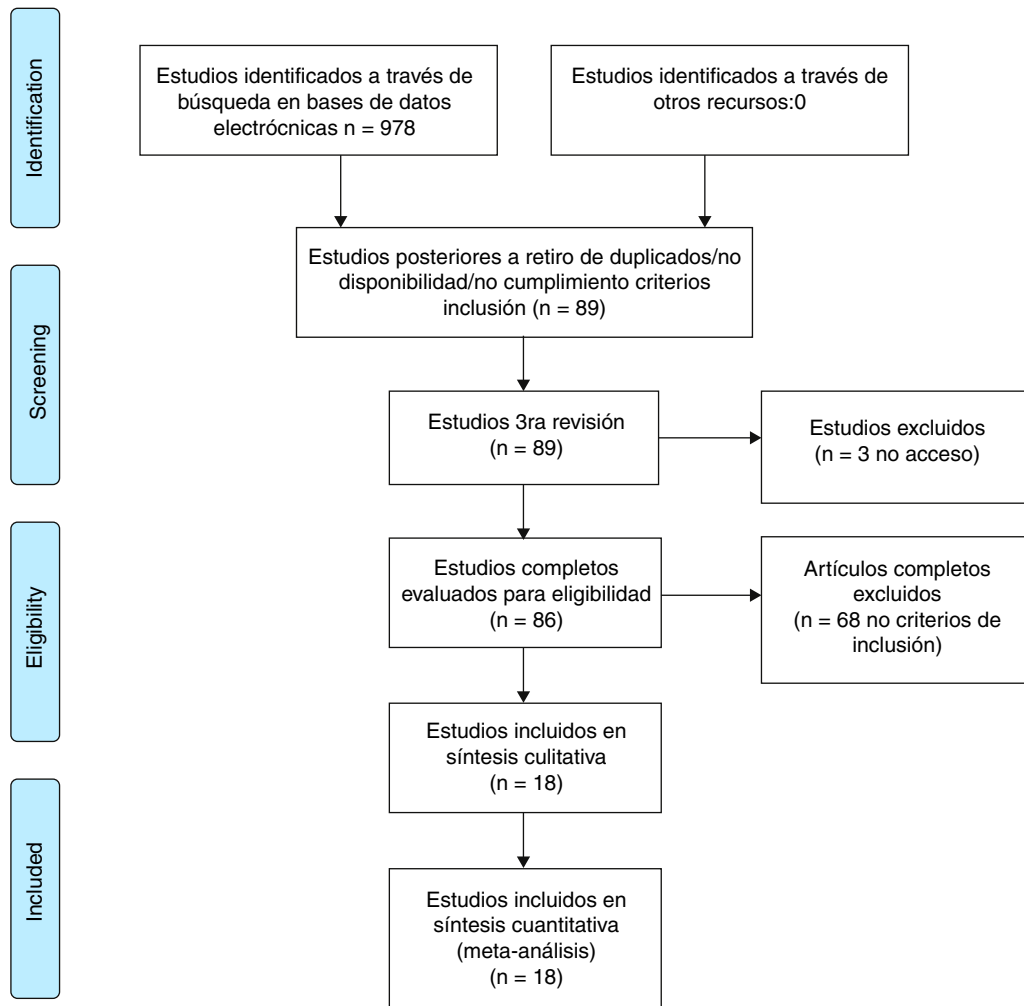 Identification
Estudios identificados a través de
búsqueda en bases de datos
electrócnicas n = 978
Estudios identificados a través de
otros recursos:0
Estudios posteriores a retiro de duplicados/no
disponibilidad/no cumplimiento criterios
inclusión (n = 89)
Screening
Estudios 3ra revisión
(n = 89)
Estudios excluidos
(n = 3 no acceso)
Eligibility
Estudios completos
evaluados para eligibilidad
(n = 86)
Artículos completos
excluidos
(n = 68 no criterios de
inclusión)
Estudios incluidos en
síntesis culitativa
(n = 18)
Included
Estudios incluidos en
síntesis cuantitativa
(meta-análisis)
(n = 18)